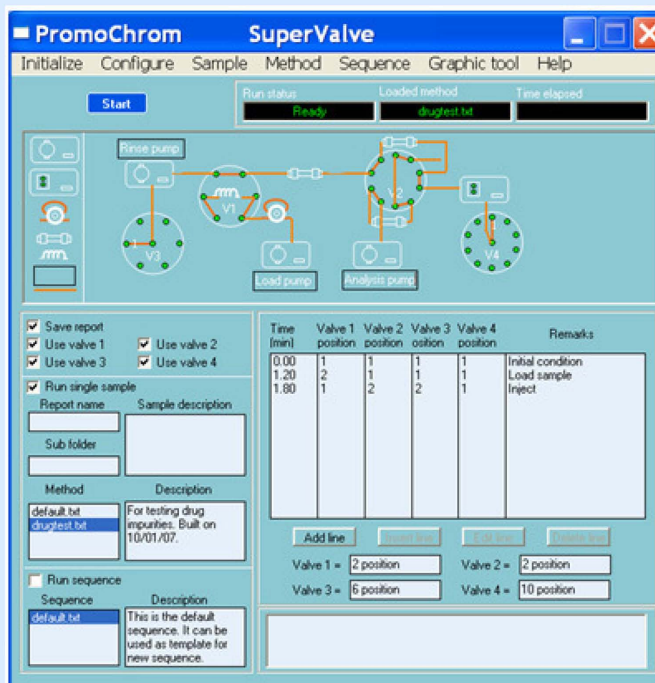 PromoChrom SuperValve
Initialize Configure Sample Method Sequence Graphic tool Help
Start
Run status Loaded method Time elapsed
Ready drugtest.txt
Rinse pump
V1
V2
1
V3
1
V4
Load pump
Analysis pump
Save report
Use valve 1 Use valve 2
Use valve 3 Use valve 4
Run single sample
Report name Sample description
Sub folder
Method Description
default.txt
drugtest.txt
For testing drug
impurities. Built on
10/01/07.
Run sequence
Sequence Description
default.txt
This is the default
sequence. It can be
used as template for
new sequence.
Time Valve 1 Valve 2 Valve 3 Valve 4 Remarks
(min) position position osition position
0.00 1 1 1 1 Initial condition
1.20 2 1 1 1 Load sample
1.80 1 2 2 1 Inject
Add line Insert line Edit line Delete line
Valve 1 = 2 position Valve 2 = 2 position
Valve 3 = 6 position Valve 4 = 10 position